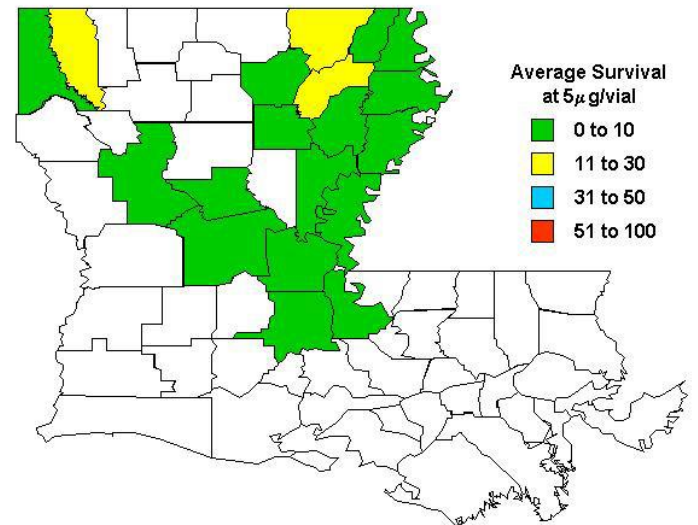 Average Survival
at 5μg/vial
0 to 10
11 to 30
31 to 50
51 to 100